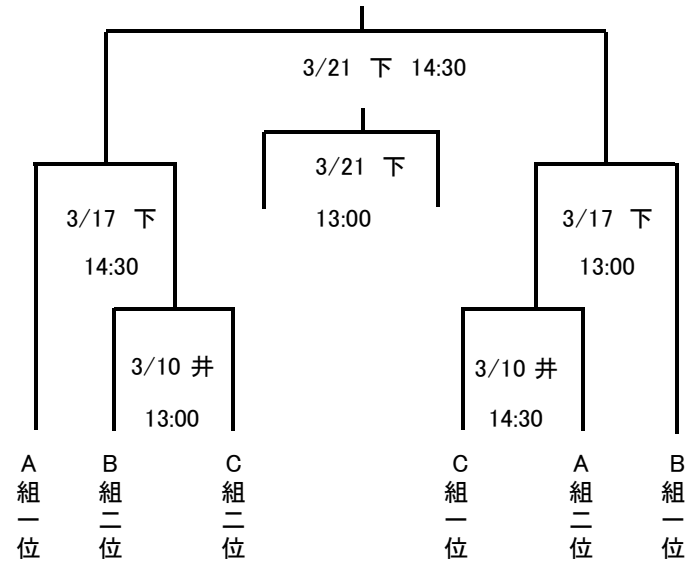 3/21 下 14:30
3/21 下
13:00
3/17 下
14:30
3/17 下
13:00
3/10 井
13:00
3/10 井
14:30
A組一位
B組二位
C組二位
C組一位
A組二位
B組一位